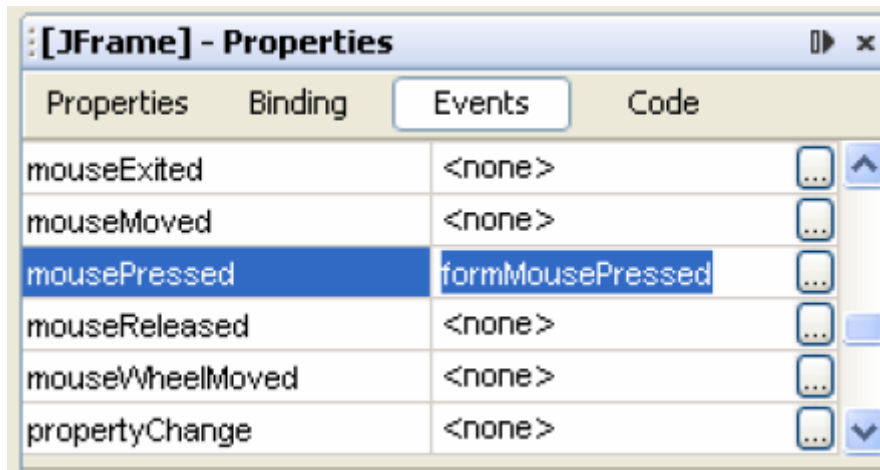 [JFrame] - Properties
Properties Binding Events Code
mouseExited <none> ...
mouseMoved <none> ...
mousePressed formMousePressed ...
mouseReleased <none> ...
mouseWheelMoved <none> ...
propertyChange <none> ...